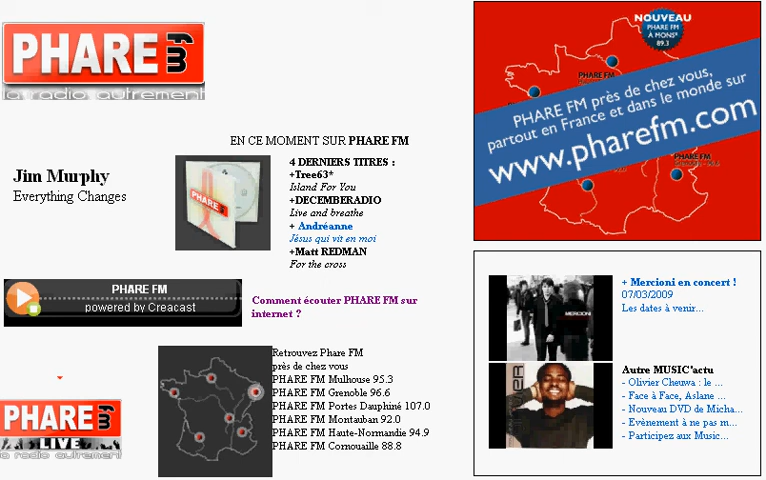 PHARE fm
la radio autrement
EN CE MOMENT SUR PHARE FM
Jim Murphy
Everything Changes
PHARE fm
4 DERNIERS TITRES :
+Tree63*
Island For You
+DECEMBERADIO
Live and breathe
+ Andréanne
Jésus qui vit en moi
+Matt REDMAN
For the cross
PHARE FM
powered by Creacast
Comment écouter PHARE FM sur
internet ?
Retrouvez Phare FM
près de chez vous
PHARE FM Mulhouse 95.3
PHARE FM Grenoble 96.6
PHARE FM Portes Dauphiné 107.0
PHARE FM Montauban 92.0
PHARE FM Haute-Normandie 94.9
PHARE FM Cornouaille 88.8
PHARE fm
LIVE
la radio autrement
NOUVEAU
PHARE FM
À MONS*
89.3
PHARE FM
PHARE FM près de chez vous,
partout en France et dans le monde sur
www.pharefm.com
PHARE FM
+ Mercioni en concert !
07/03/2009
Les dates à venir...
MERCIONI
Autre MUSIC'actu
- Olivier Cheuwa : le ...
- Face à Face, Aslane ...
- Nouveau DVD de Micha...
- Evènement à ne pas m...
- Participez aux Music...